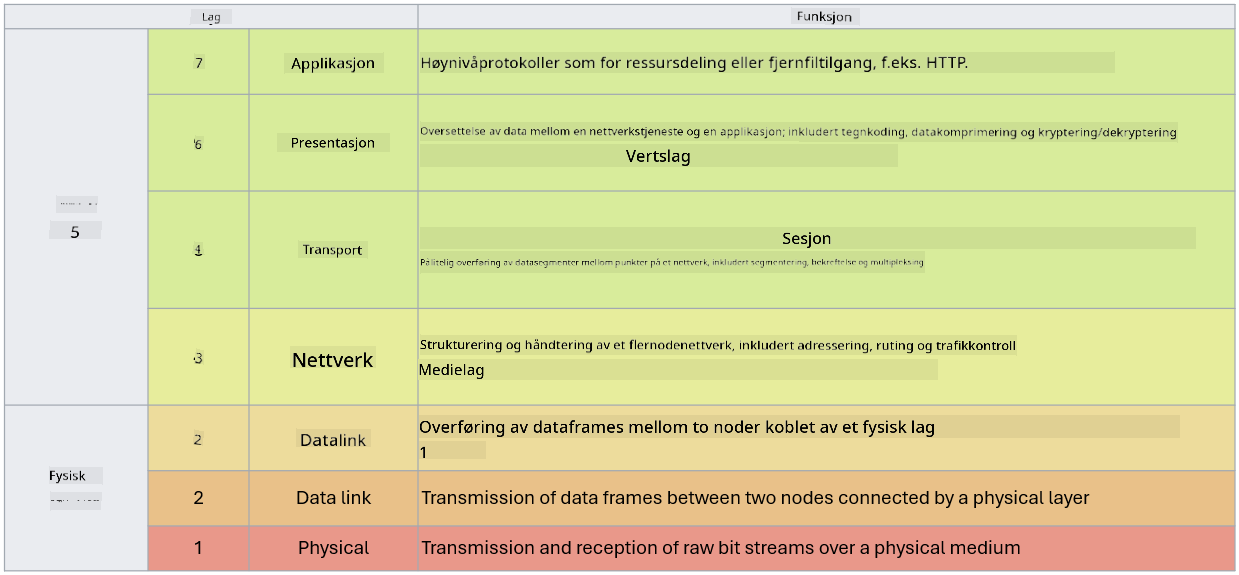 Lag
Funksjon
7
Applikasjon
Høynivåprotokoller som for ressursdeling eller fjernfiltilgang, f.eks. HTTP.
6
Presentasjon
Oversettelse av data mellom en nettverkstjeneste og en applikasjon; inkludert tegnkoding, datakomprimering og kryptering/dekryptering
Vertslag
5
4
Transport
Sesjon
Pålitelig overføring av datasegmenter mellom punkter på et nettverk, inkludert segmentering, bekreftelse og multipleksing
3
Nettverk
Strukturering og håndtering av et flernodenettverk, inkludert adressering, ruting og trafikkontroll
Medielag
Fysisk
2
Datalink
Overføring av dataframes mellom to noder koblet av et fysisk lag
1
2
Data link
Transmission of data frames between two nodes connected by a physical layer
1
Physical
Transmission and reception of raw bit streams over a physical medium